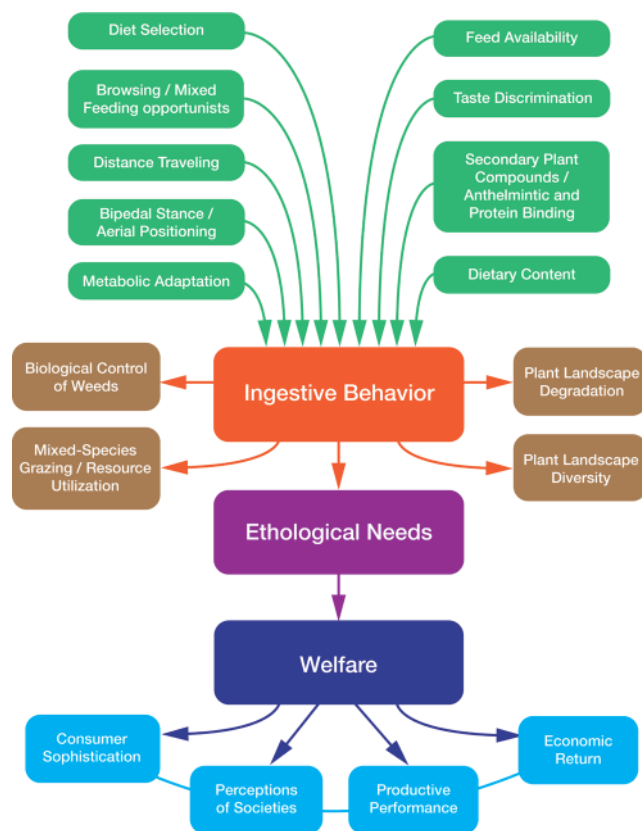 Diet Selection
Feed Availability
Browsing / Mixed
Feeding opportunists
Taste Discrimination
Distance Traveling
Secondary Plant
Compounds /
Anthelmintic and
Protein Binding
Bipedal Stance /
Aerial Positioning
Metabolic Adaptation
Dietary Content
Biological Control
of Weeds
Ingestive Behavior
Plant Landscape
Degradation
Mixed-Species
Grazing / Resource
Utilization
Plant Landscape
Diversity
Ethological Needs
Welfare
Consumer
Sophistication
Perceptions
of Societies
Productive
Performance
Economic
Return